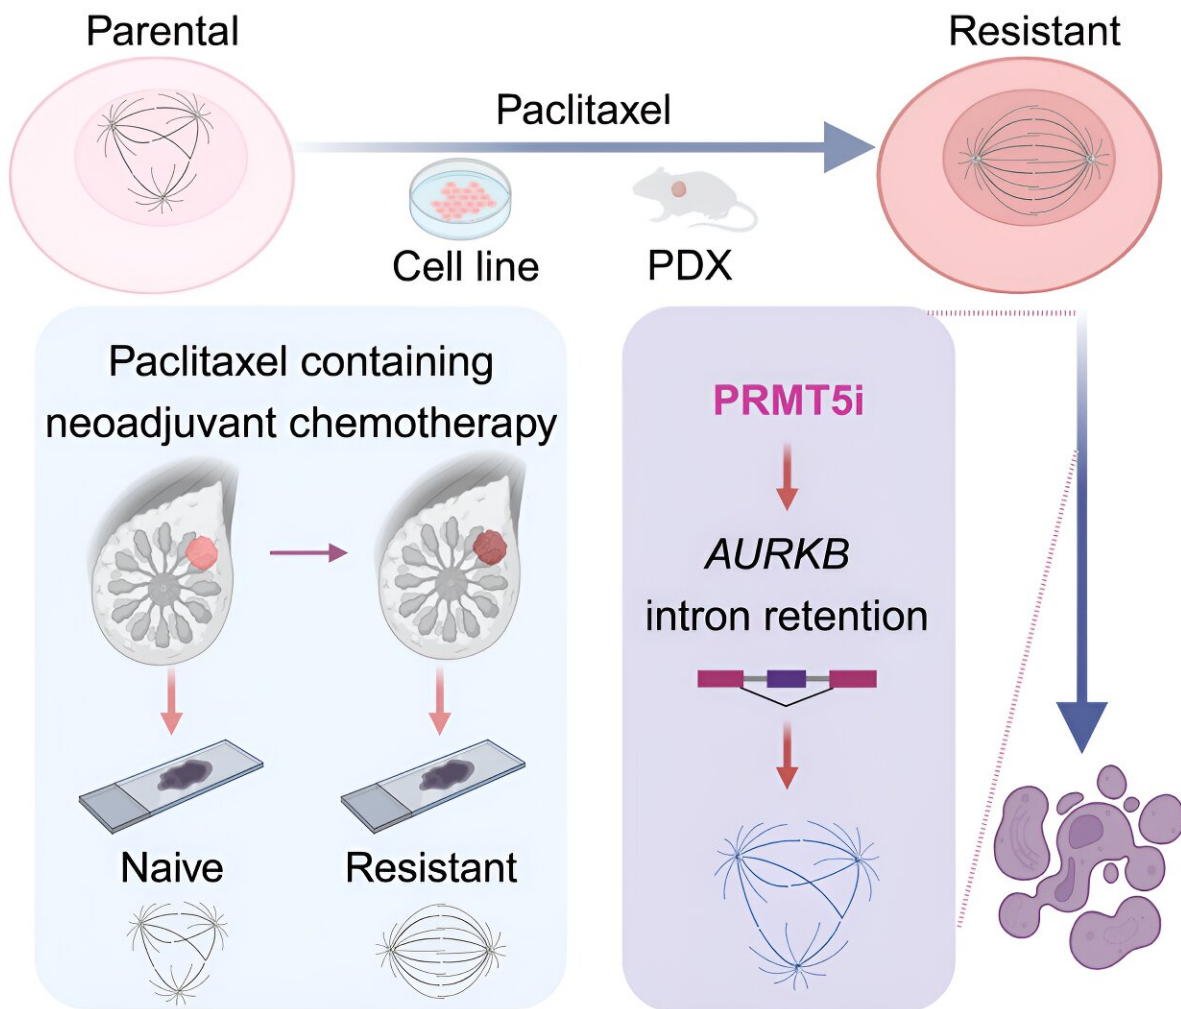 Parental
Resistant
Paclitaxel
Cell line
PDX
Paclitaxel containing
neoadjuvant chemotherapy
Naive
Resistant
PRMT5i
AURKB
intron retention